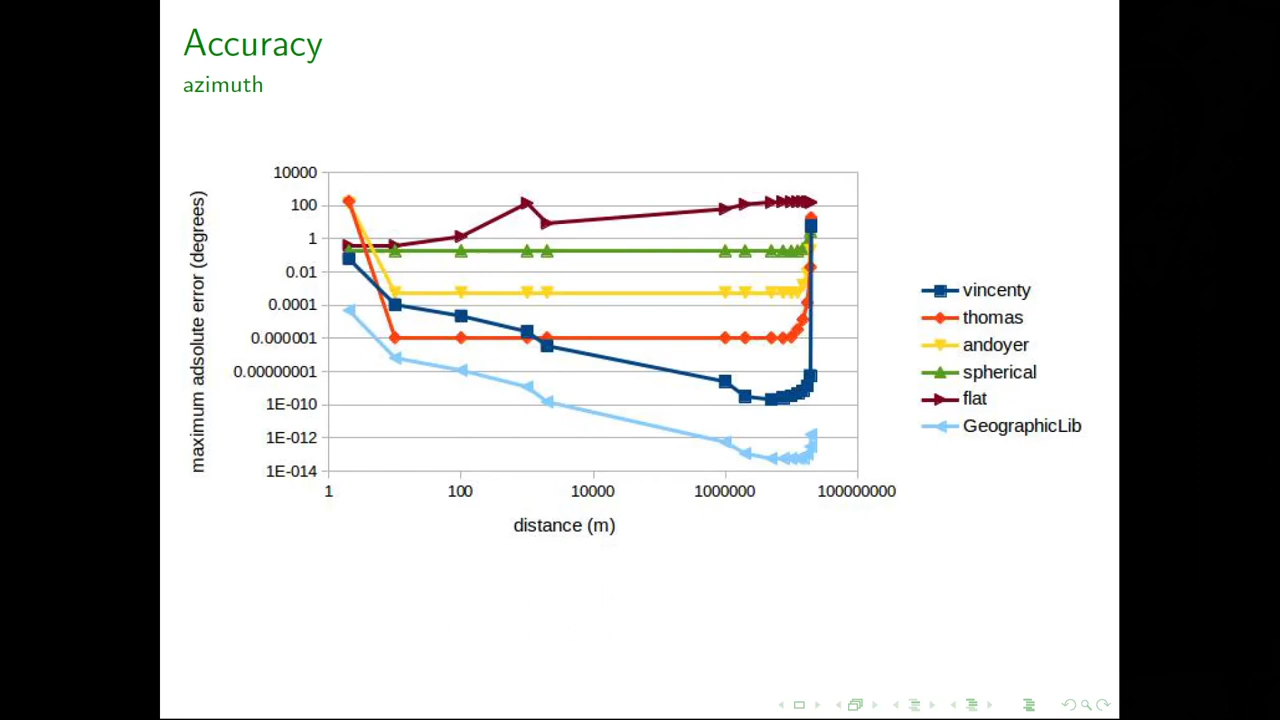 Accuracy
azimuth
maximum adsolute error (degrees)
10000
100
1
0.01
0.0001
0.000001
0.00000001
1E-010
1E-012
1E-014
1
100
10000
1000000
100000000
distance (m)
vincenty
thomas
andoyer
spherical
flat
GeographicLib